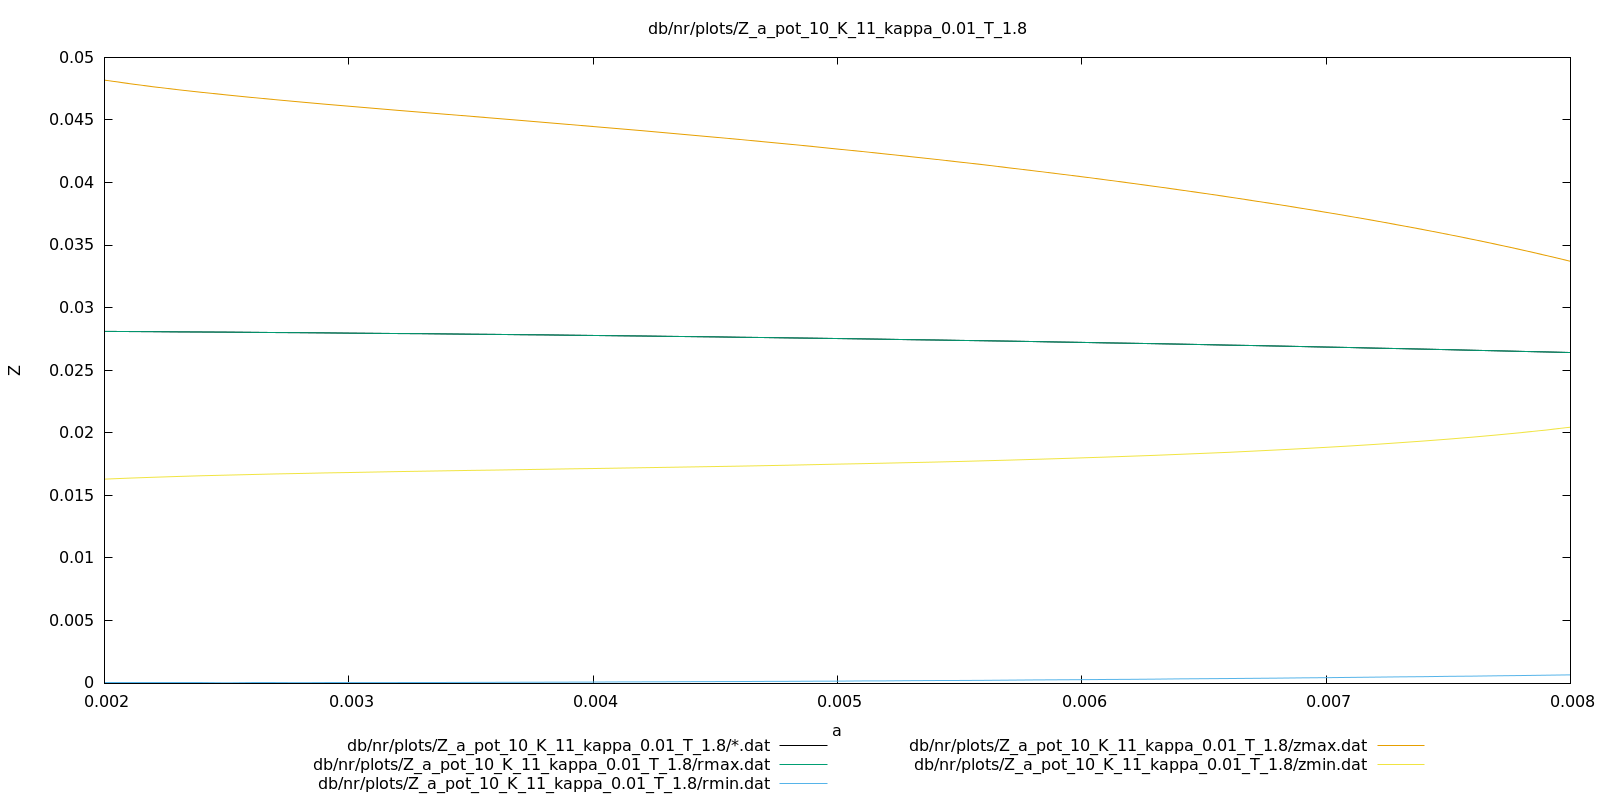 db/nr/plots/Z_a_pot_10_K_11_kappa_0.01_T_1.8
0.05
0.045
0.04
0.035
0.03
0.025
0.02
0.015
0.01
0.005
0
Z
0.002 0.003 0.004 0.005 0.006 0.007 0.008
a
db/nr/plots/Z_a_pot_10_K_11_kappa_0.01_T_1.8/*.dat
db/nr/plots/Z_a_pot_10_K_11_kappa_0.01_T_1.8/rmax.dat
db/nr/plots/Z_a_pot_10_K_11_kappa_0.01_T_1.8/rmin.dat
db/nr/plots/Z_a_pot_10_K_11_kappa_0.01_T_1.8/zmax.dat
db/nr/plots/Z_a_pot_10_K_11_kappa_0.01_T_1.8/zmin.dat